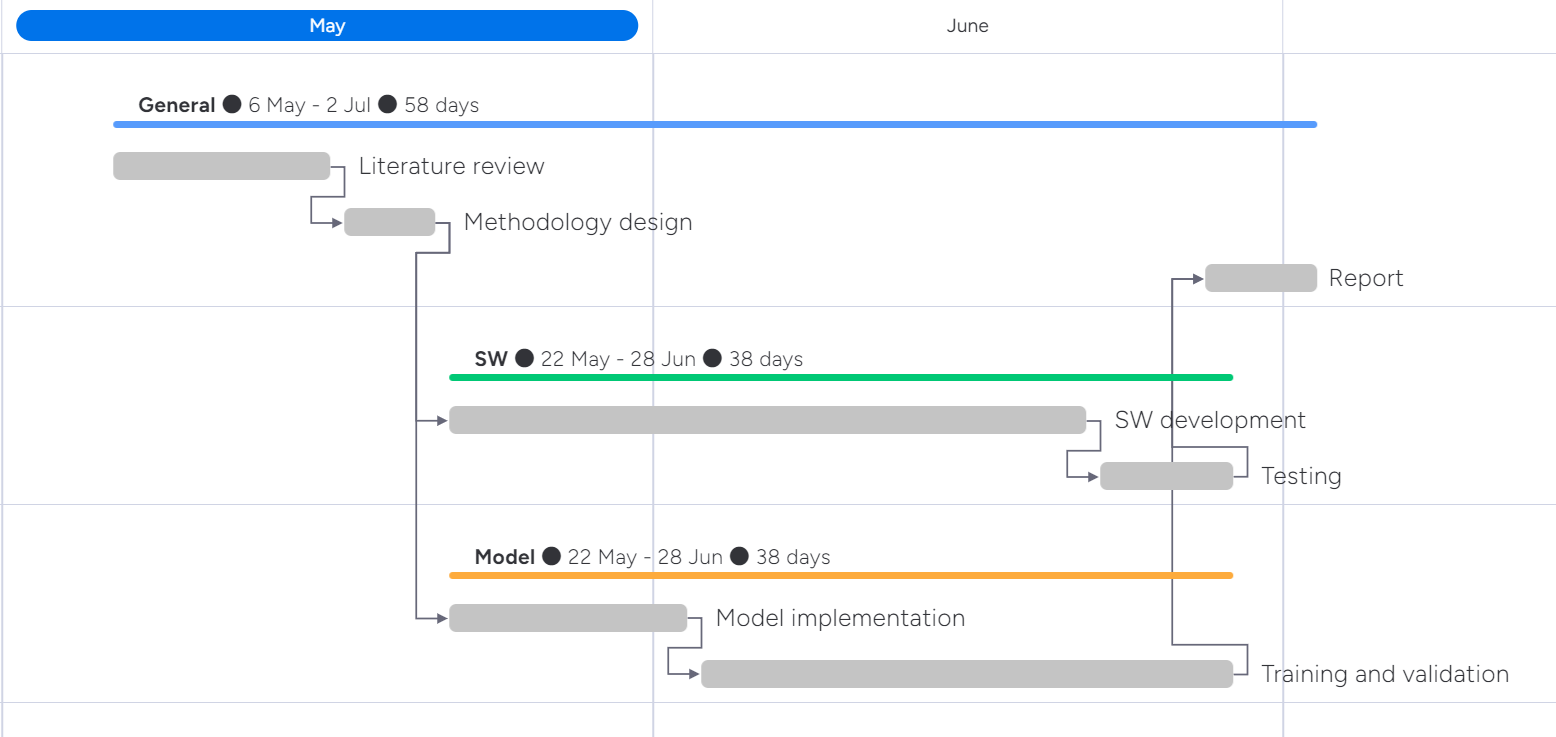 May
June
General ● 6 May - 2 Jul ● 58 days
Literature review
Methodology design
Report
SW ● 22 May - 28 Jun ● 38 days
SW development
Testing
Model ● 22 May - 28 Jun ● 38 days
Model implementation
Training and validation